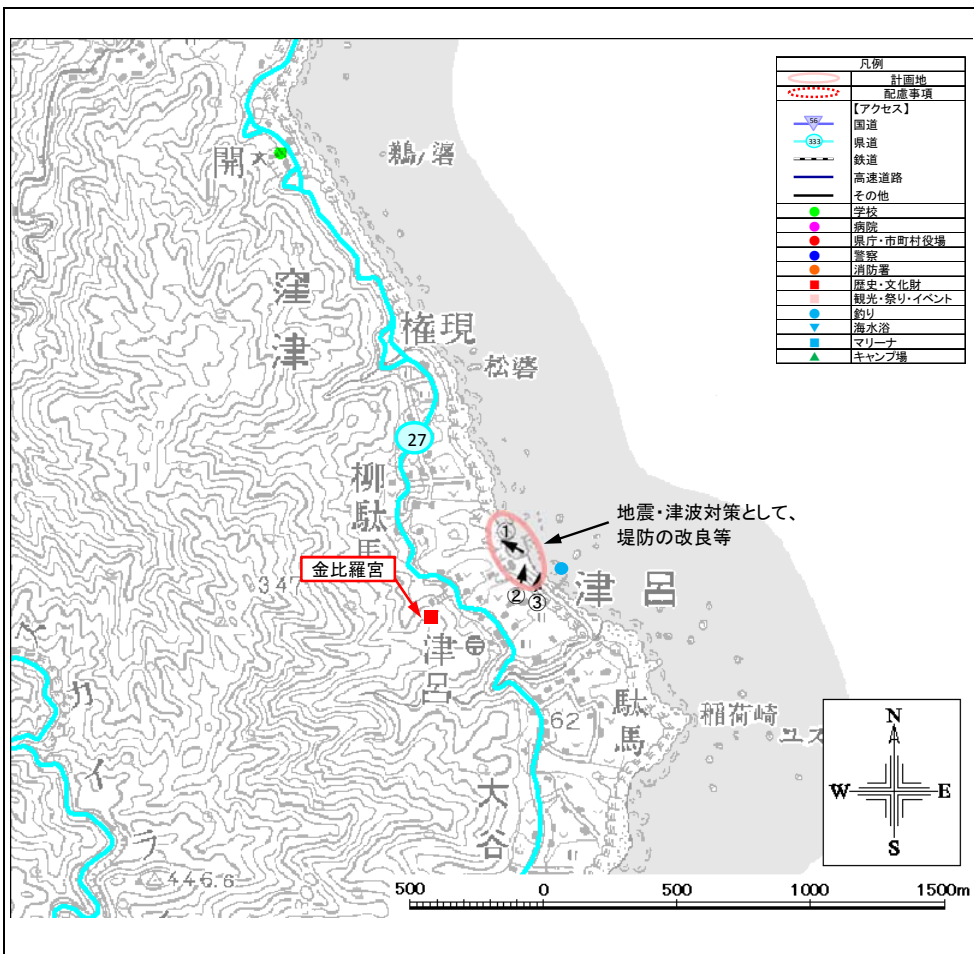 凡例
計画地
配慮事項
【アクセス】
56
国道
333
県道
鉄道
高速道路
その他
学校
病院
県庁・市町村役場
警察
消防署
歴史・文化財
観光・祭り・イベント
釣り
海水浴
マリーナ
キャンプ場
開
窪津
権現
松碆
27
柳駄馬
地震・津波対策として、
堤防の改良等
①
②
③
金比羅宮
347
津呂
津呂
駄馬
稲荷崎
62
大谷
446.6
N
W
E
S
500
0
500
1000
1500m